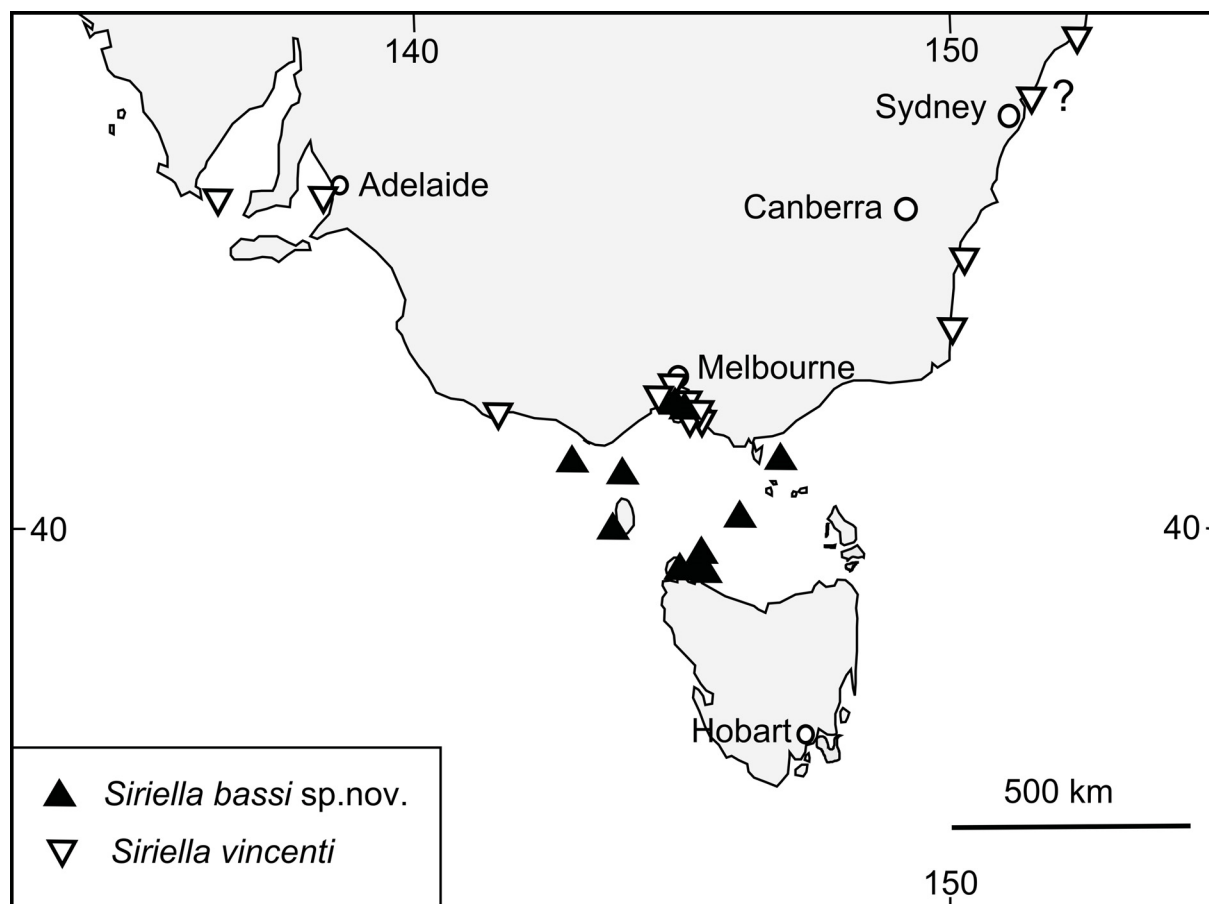 140
150
Sydney
?
Adelaide
Canberra
Melbourne
40
40
Hobart
Siriella bassi sp.nov.
500 km
Siriella vincenti
150